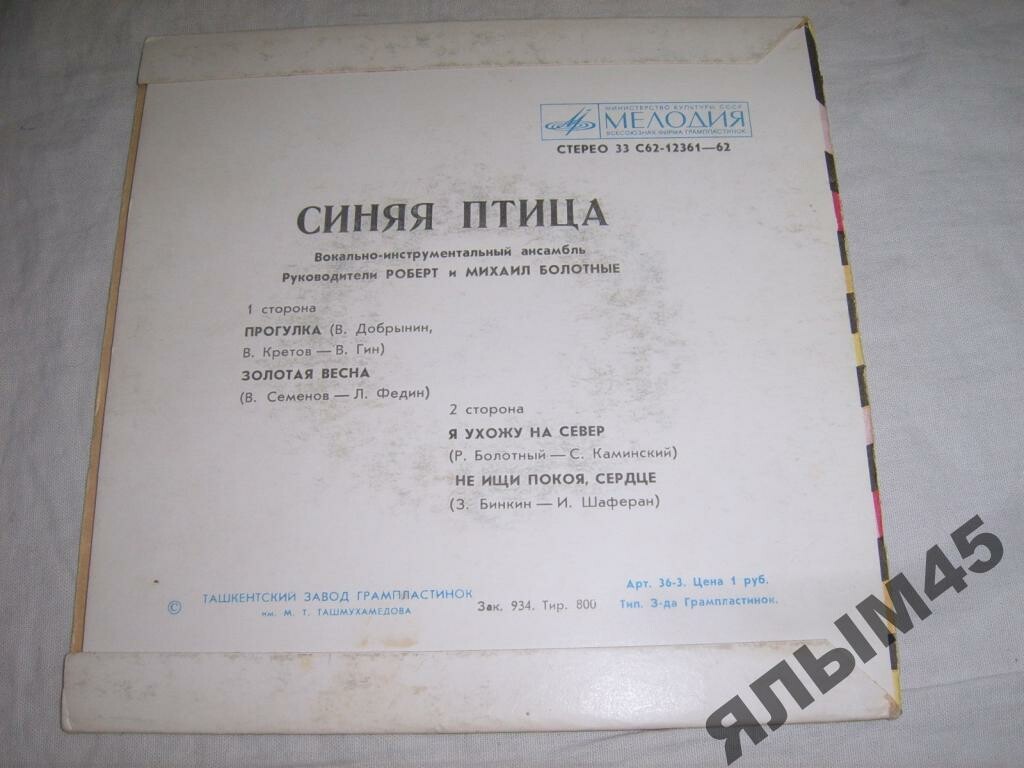 МИНИСТЕРСТВО КУЛЬТУРЫ СССР
МЕЛОДИЯ
ВСЕСОЮЗНАЯ ФИРМА ГРАМПЛАСТИНОК
СТЕРЕО 33 С62-12361—62
СИНЯЯ ПТИЦА
Вокально-инструментальный ансамбль
Руководители РОБЕРТ и МИХАИЛ БОЛОТНЫЕ
1 сторона
ПРОГУЛКА (В. Добрынин,
В. Кретов — В. Гин)
ЗОЛОТАЯ ВЕСНА
(В. Семенов — Л. Федин)
2 сторона
Я УХОЖУ НА СЕВЕР
(Р. Болотный — С. Каминский)
НЕ ИЩИ ПОКОЯ, СЕРДЦЕ
(З. Бинкин — И. Шаферан)
© ТАШКЕНТСКИЙ ЗАВОД ГРАМПЛАСТИНОК
им. М. Т. ТАШМУХАМЕДОВА
Зак. 934. Тир. 800
Арт. 36-3. Цена 1 руб.
Тип. З-да Грампластинок.
ЯЛЫМ45